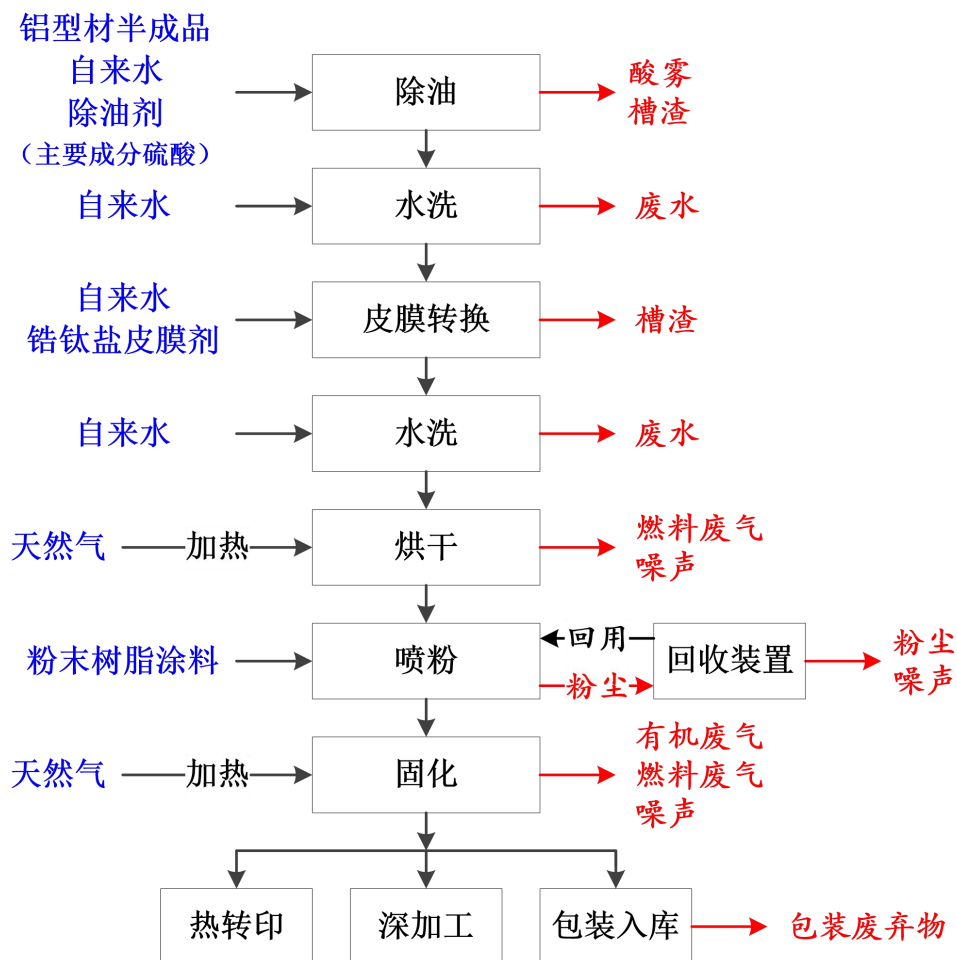 铝型材半成品
自来水
除油剂
（主要成分硫酸）
除油
酸雾
槽渣
自来水
水洗
废水
自来水
锆钛盐皮膜剂
皮膜转换
槽渣
自来水
水洗
废水
天然气
加热
烘干
燃料废气
噪声
粉末树脂涂料
喷粉
回用
粉尘
回收装置
粉尘
噪声
天然气
加热
固化
有机废气
燃料废气
噪声
热转印
深加工
包装入库
包装废弃物